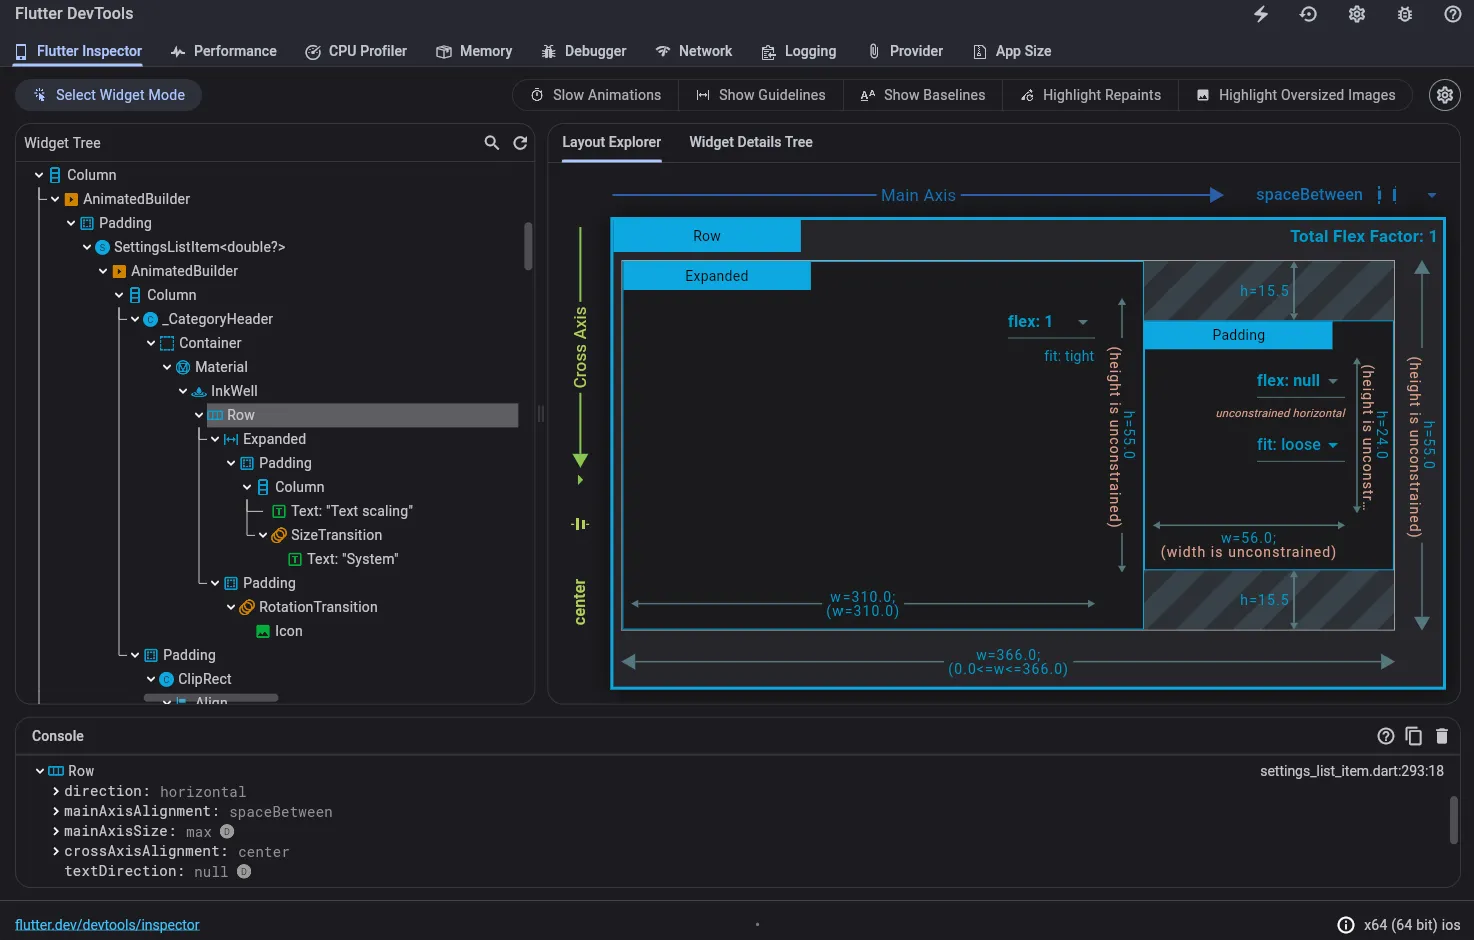 Flutter DevTools
Flutter Inspector
Performance
CPU Profiler
Memory
Debugger
Network
Logging
Provider
App Size
Select Widget Mode
Slow Animations
Show Guidelines
Show Baselines
Highlight Repaints
Highlight Oversized Images
Widget Tree
Column
AnimatedBuilder
Padding
SettingsListItem<double?>
AnimatedBuilder
Column
_CategoryHeader
Container
Material
InkWell
Row
Expanded
Padding
Column
Text: "Text scaling"
SizeTransition
Text: "System"
Padding
RotationTransition
Icon
Padding
ClipRect
Align
Layout Explorer
Widget Details Tree
Main Axis
spaceBetween
Cross Axis
center
Row
Total Flex Factor: 1
Expanded
flex: 1
fit: tight
h=55.0
(height is unconstrained)
w=310.0;
(w=310.0)
h=15.5
Padding
flex: null
unconstrained horizontal
fit: loose
h=24.0
(height is unconstr...
w=56.0;
(width is unconstrained)
h=15.5
h=55.0
(height is unconstrained)
w=366.0;
(0.0<=w<=366.0)
Console
Row
settings_list_item.dart:293:18
direction: horizontal
mainAxisAlignment: spaceBetween
mainAxisSize: max D
crossAxisAlignment: center
textDirection: null D
flutter.dev/devtools/inspector
x64 (64 bit) ios